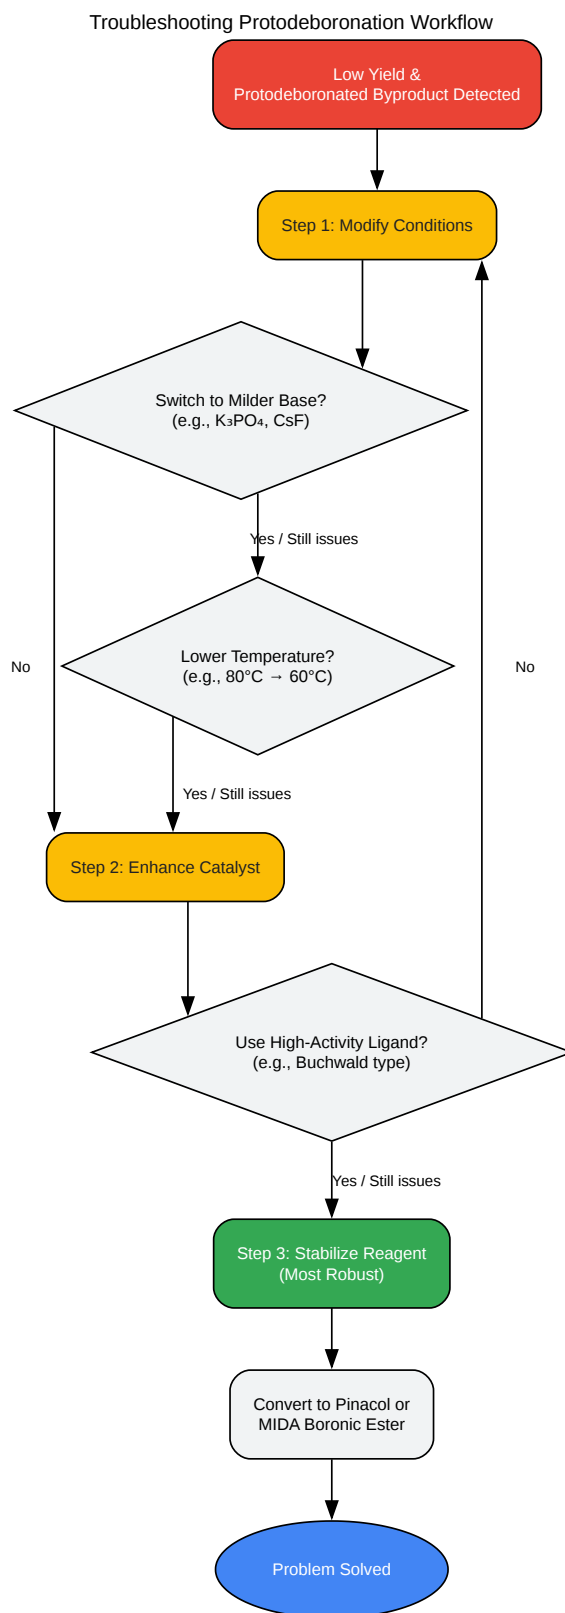 Troubleshooting Protodeboronation Workflow
Low Yield &
Protodeboronated Byproduct Detected
Step 1: Modify Conditions
Switch to Milder Base?
(e.g., K₃PO₄, CsF)
Yes / Still issues
Lower Temperature?
(e.g., 80°C → 60°C)
No
No
Yes / Still issues
Step 2: Enhance Catalyst
Use High-Activity Ligand?
(e.g., Buchwald type)
Yes / Still issues
Step 3: Stabilize Reagent
(Most Robust)
Convert to Pinacol or
MIDA Boronic Ester
Problem Solved